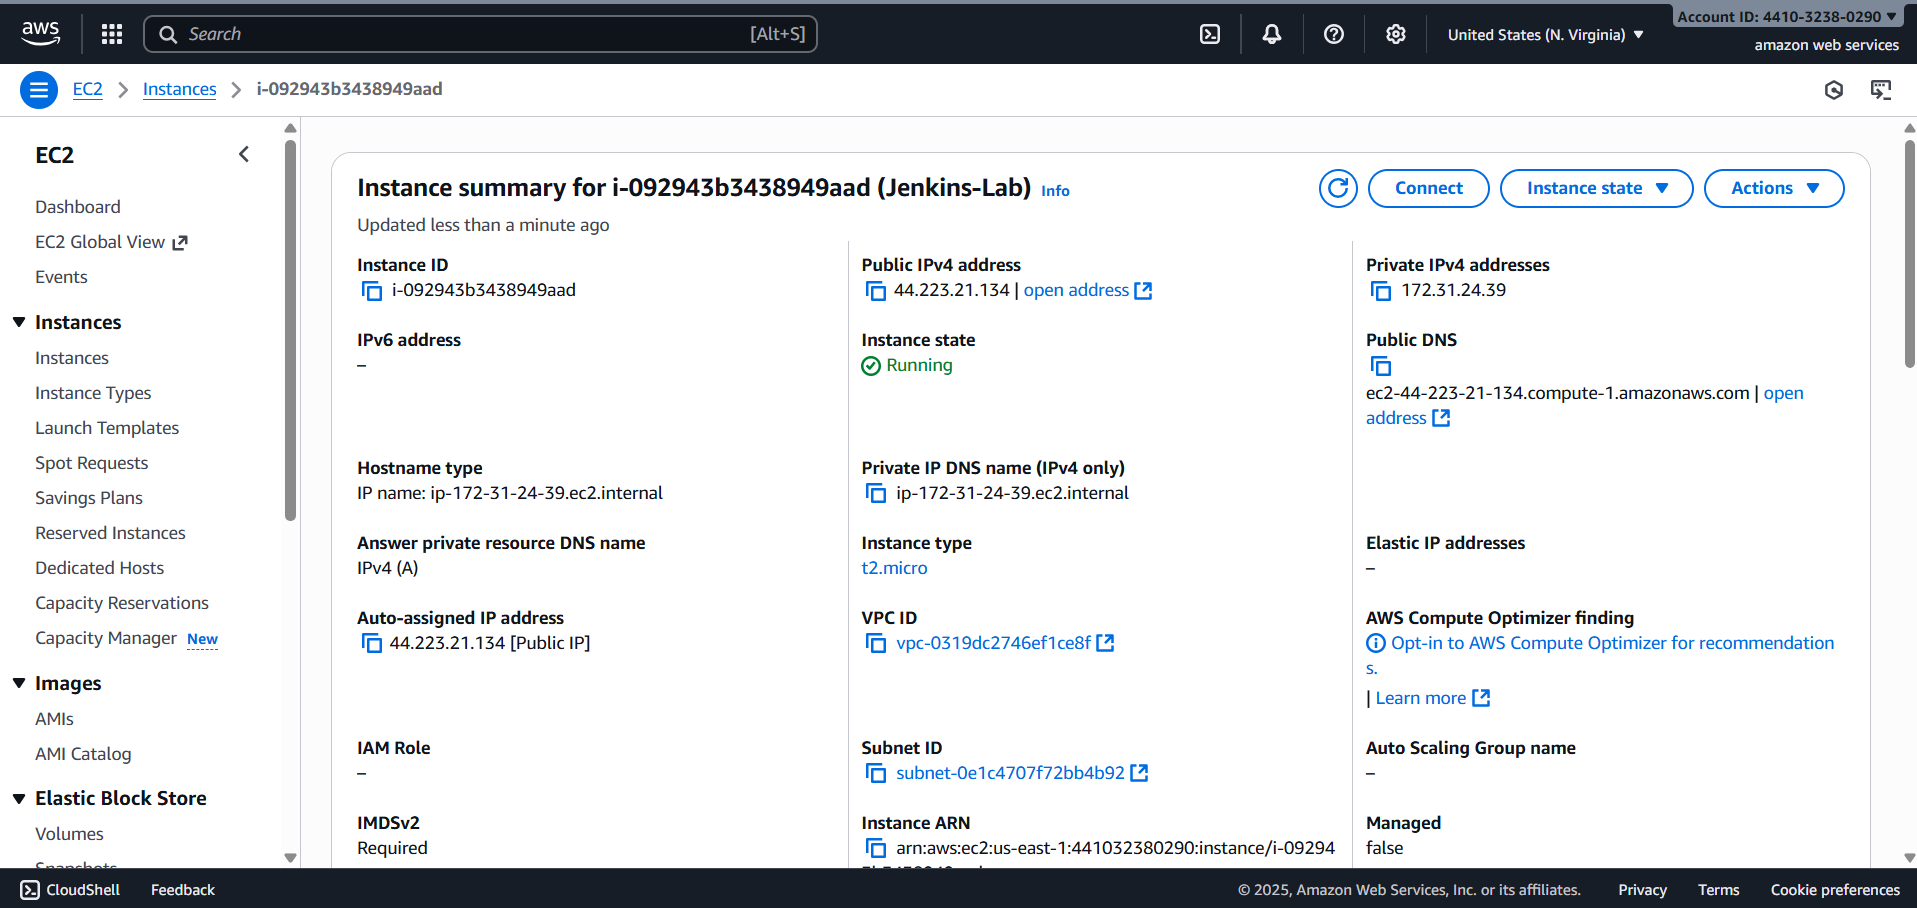 aws
Search
[Alt+S]
United States (N. Virginia)
Account ID: 4410-3238-0290
amazon web services
EC2
Instances
i-092943b3438949aad
EC2
Dashboard
EC2 Global View
Events
Instances
Instances
Instance Types
Launch Templates
Spot Requests
Savings Plans
Reserved Instances
Dedicated Hosts
Capacity Reservations
Capacity Manager New
Images
AMIs
AMI Catalog
Elastic Block Store
Volumes
Snapshots
Instance summary for i-092943b3438949aad (Jenkins-Lab) Info
Updated less than a minute ago
Connect
Instance state
Actions
Instance ID
i-092943b3438949aad
Public IPv4 address
44.223.21.134 | open address
Private IPv4 addresses
172.31.24.39
IPv6 address
–
Instance state
Running
Public DNS
ec2-44-223-21-134.compute-1.amazonaws.com | open
address
Hostname type
IP name: ip-172-31-24-39.ec2.internal
Private IP DNS name (IPv4 only)
ip-172-31-24-39.ec2.internal
Answer private resource DNS name
IPv4 (A)
Instance type
t2.micro
Elastic IP addresses
–
Auto-assigned IP address
44.223.21.134 [Public IP]
VPC ID
vpc-0319dc2746ef1ce8f
AWS Compute Optimizer finding
Opt-in to AWS Compute Optimizer for recommendation
s.
| Learn more
IAM Role
–
Subnet ID
subnet-0e1c4707f72bb4b92
Auto Scaling Group name
–
IMDSv2
Required
Instance ARN
arn:aws:ec2:us-east-1:441032380290:instance/i-09294
Managed
false
CloudShell
Feedback
© 2025, Amazon Web Services, Inc. or its affiliates.
Privacy
Terms
Cookie preferences